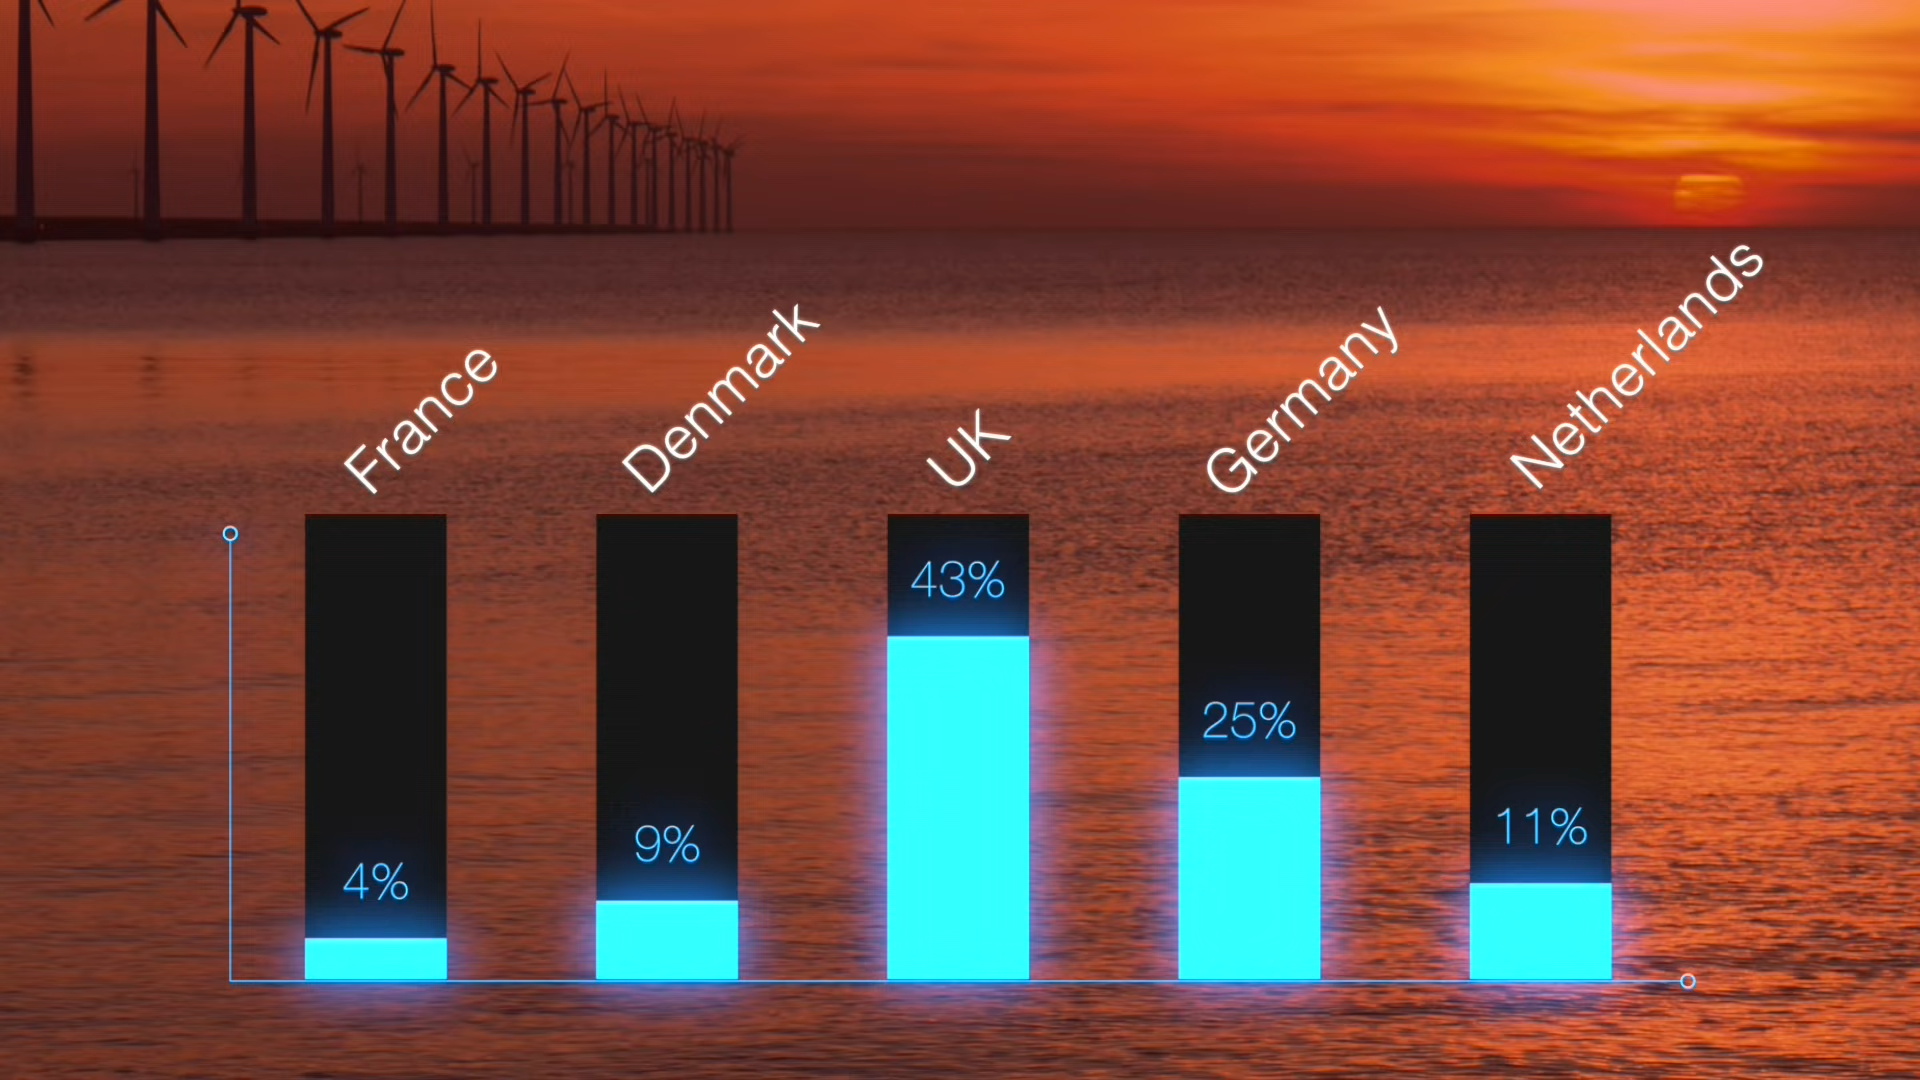 France
Denmark
UK
Germany
Netherlands
4%
9%
43%
25%
11%